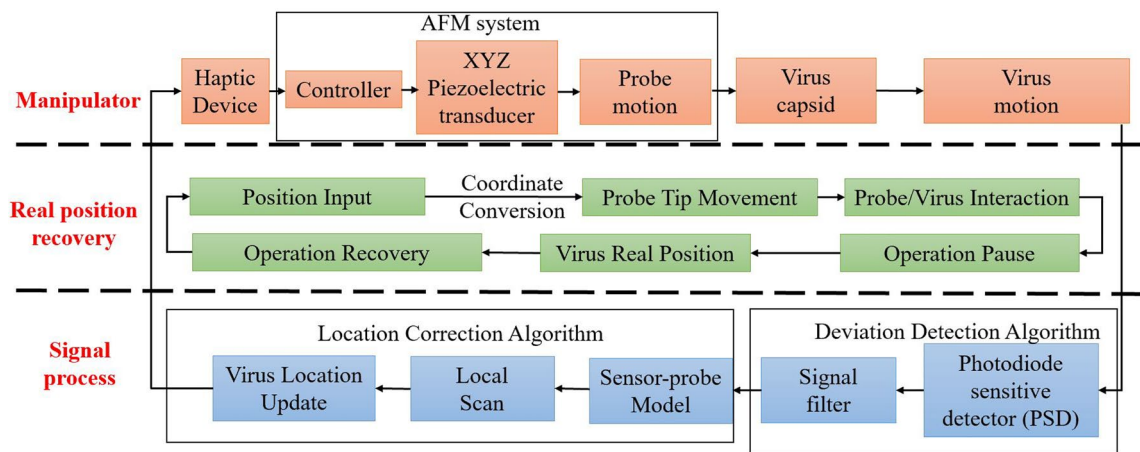 AFM system
Manipulator
Haptic
Device
Controller
XYZ
Piezoelectric
transducer
Probe
motion
Virus
capsid
Virus
motion
Real position
recovery
Position Input
Coordinate
Conversion
Probe Tip Movement
Probe/Virus Interaction
Operation Recovery
Virus Real Position
Operation Pause
Signal
process
Location Correction Algorithm
Virus Location
Update
Local
Scan
Sensor-probe
Model
Deviation Detection Algorithm
Signal
filter
Photodiode
sensitive
detector (PSD)